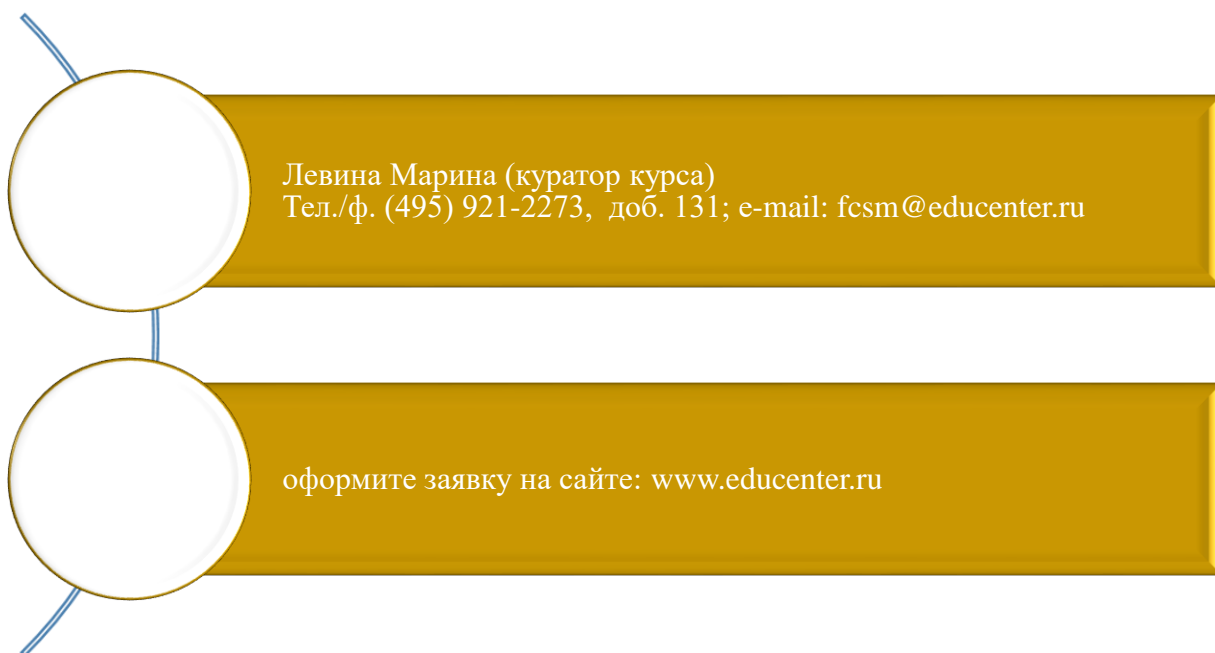 Левина Марина (куратор курса)
Тел./ф. (495) 921-2273,  доб. 131; e-mail: fcsm@educenter.ru
оформите заявку на сайте: www.educenter.ru